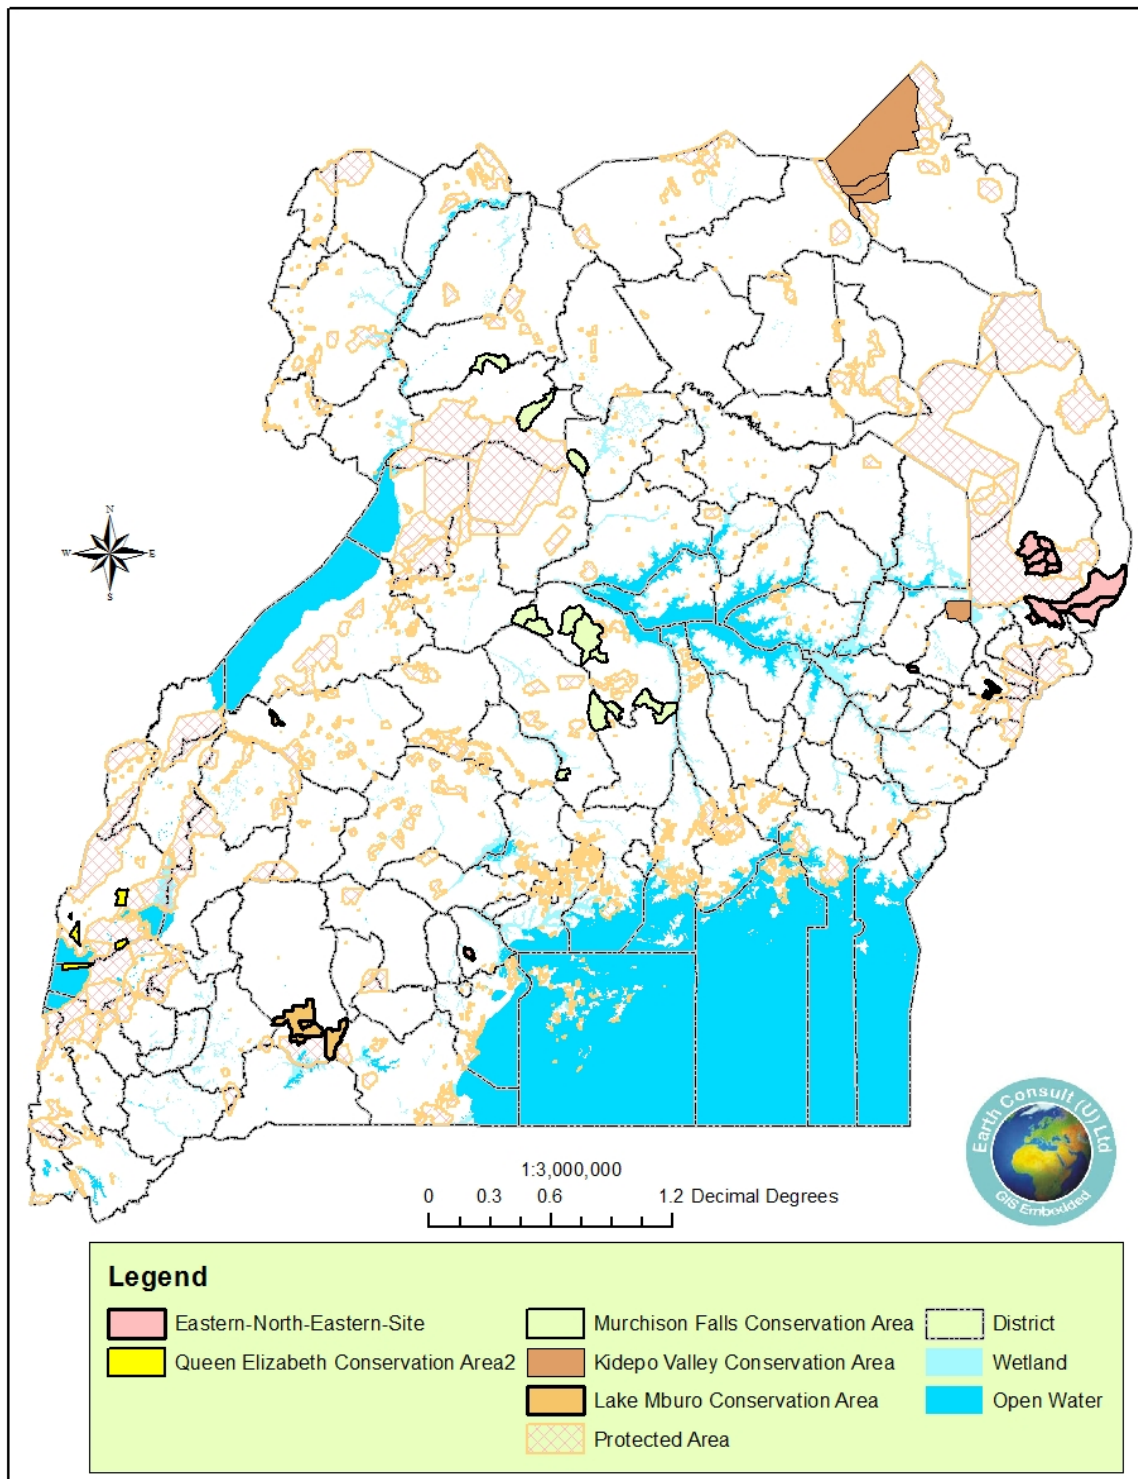 N
W
E
S
Earth Consult (U) Ltd
GIS Embedded
1:3,000,000
0 0.3 0.6 1.2 Decimal Degrees
Legend
Eastern-North-Eastern-Site
Queen Elizabeth Conservation Area2
Murchison Falls Conservation Area
Kidepo Valley Conservation Area
Lake Mburo Conservation Area
Protected Area
District
Wetland
Open Water